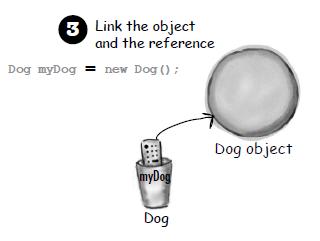 3 Link the object
and the reference
Dog myDog = new Dog();
Dog object
myDog
Dog